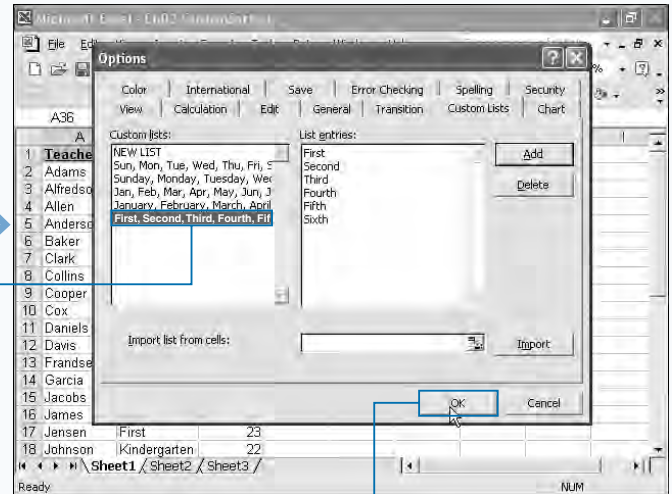 Microsoft Excel - Ch02
File Ed
Options
%
Color International Save Error Checking Spelling Security
View Calculation Edit General Transition Custom Lists Chart
A36
Custom lists:
NEW LIST
Sun, Mon, Tue, Wed, Thu, Fri, S
Sunday, Monday, Tuesday, Wed
Jan, Feb, Mar, Apr, May, Jun, J
January, February, March, April
First, Second, Third, Fourth, Fif
List entries:
First
Second
Third
Fourth
Fifth
Sixth
Add
Delete
Import list from cells:
Import
OK
Cancel
A I
1 Teache
2 Adams
3 Alfredso
4 Allen
5 Anderso
6 Baker
7 Clark
8 Collins
9 Cooper
10 Cox
11 Daniels
12 Davis
13 Frandse
14 Garcia
15 Jacobs
16 James
17 Jensen First 23
18 Johnson Kindergarten 22
Sheet1 / Sheet2 / Sheet3 /
Ready NUM